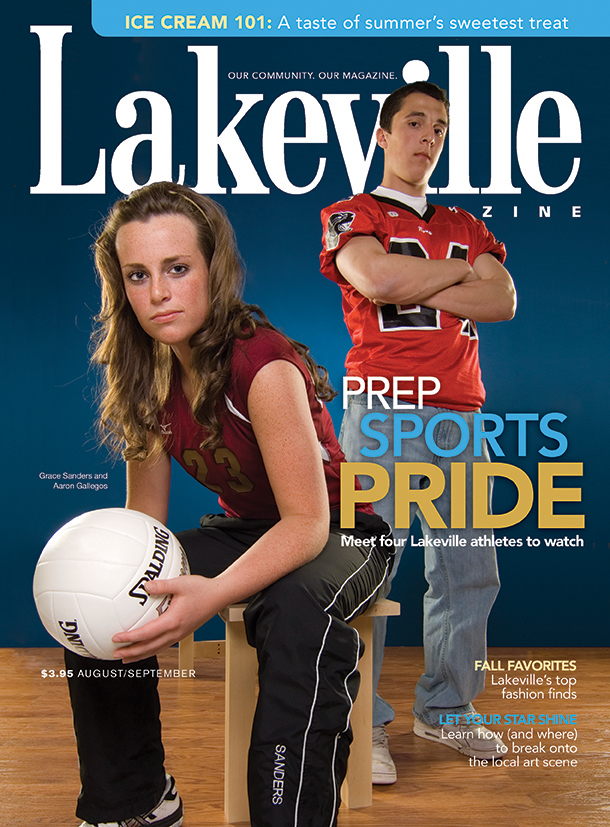 ICE CREAM 101: A taste of summer's sweetest treat
OUR COMMUNITY. OUR MAGAZINE.
Lakeville
ZINE
24
PREP
SPORTS
PRIDE
Meet four Lakeville athletes to watch
23
Grace Sanders and
Aaron Gallegos
SPALDING
$3.95 AUGUST/SEPTEMBER
FALL FAVORITES
Lakeville's top
fashion finds
LET YOUR STAR SHINE
Learn how (and where)
to break onto
the local art scene
SANDERS